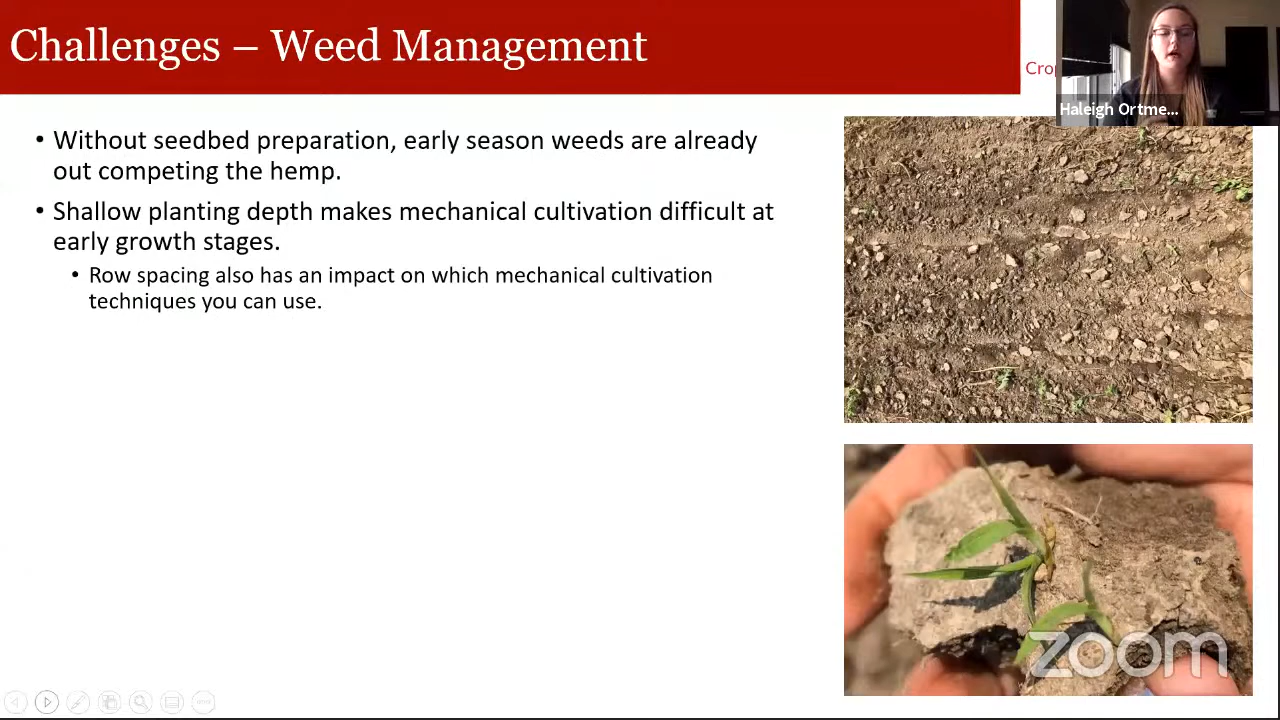 Challenges – Weed Management
Haleigh Ortme...
• Without seedbed preparation, early season weeds are already
out competing the hemp.
• Shallow planting depth makes mechanical cultivation difficult at
early growth stages.
• Row spacing also has an impact on which mechanical cultivation
techniques you can use.
zoom